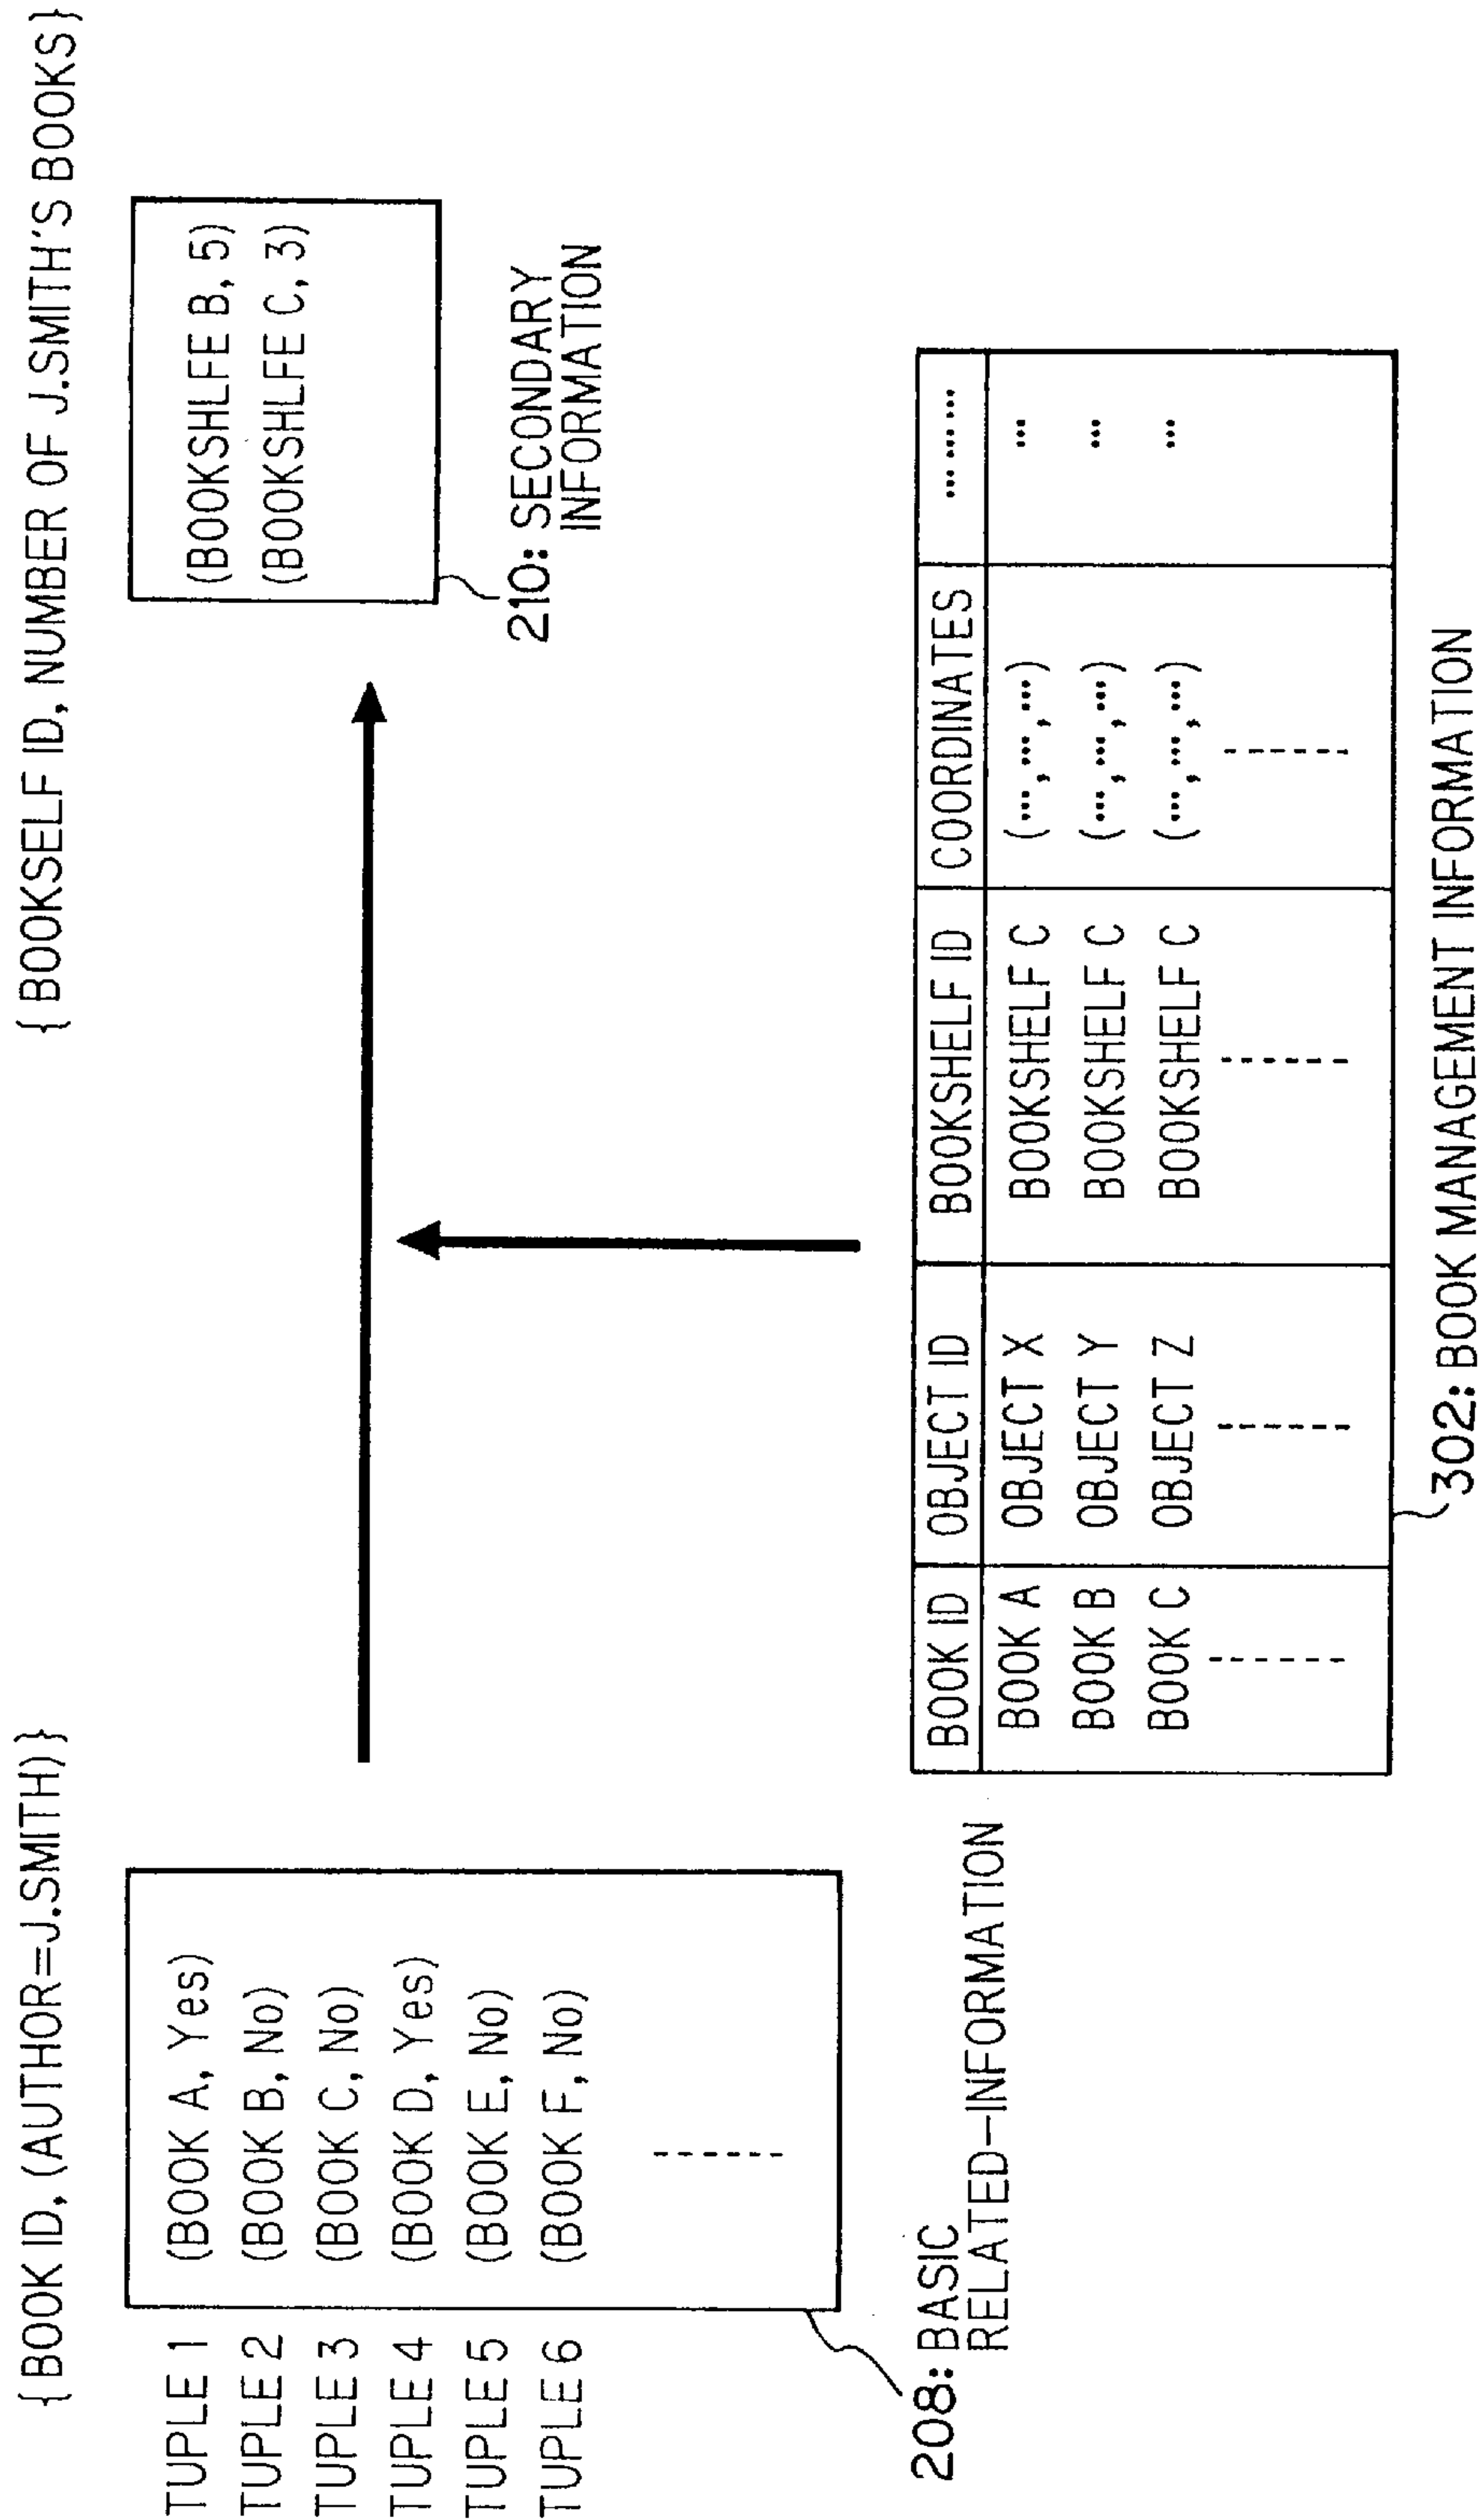 {BOOK ID, (AUTHOR=J.SMITH)}
{BOOKSELF ID, NUMBER OF J.SMITH'S BOOKS}
TUPLE 1 (BOOK A, Yes)
TUPLE 2 (BOOK B, No)
TUPLE 3 (BOOK C, No)
TUPLE 4 (BOOK D, Yes)
TUPLE 5 (BOOK E, No)
TUPLE 6 (BOOK F, No)
208: BASIC
RELATED-INFORMATION
(BOOKSHLFE B, 5)
(BOOKSHLFE C, 3)
210: SECONDARY
INFORMATION
BOOK ID OBJECT ID BOOKSHELF ID COORDINATES ………
BOOK A OBJECT X BOOKSHELF C (…,…,…) …
BOOK B OBJECT Y BOOKSHELF C (…,…,…) …
BOOK C OBJECT Z BOOKSHELF C (…,…,…) …
302: BOOK MANAGEMENT INFORMATION